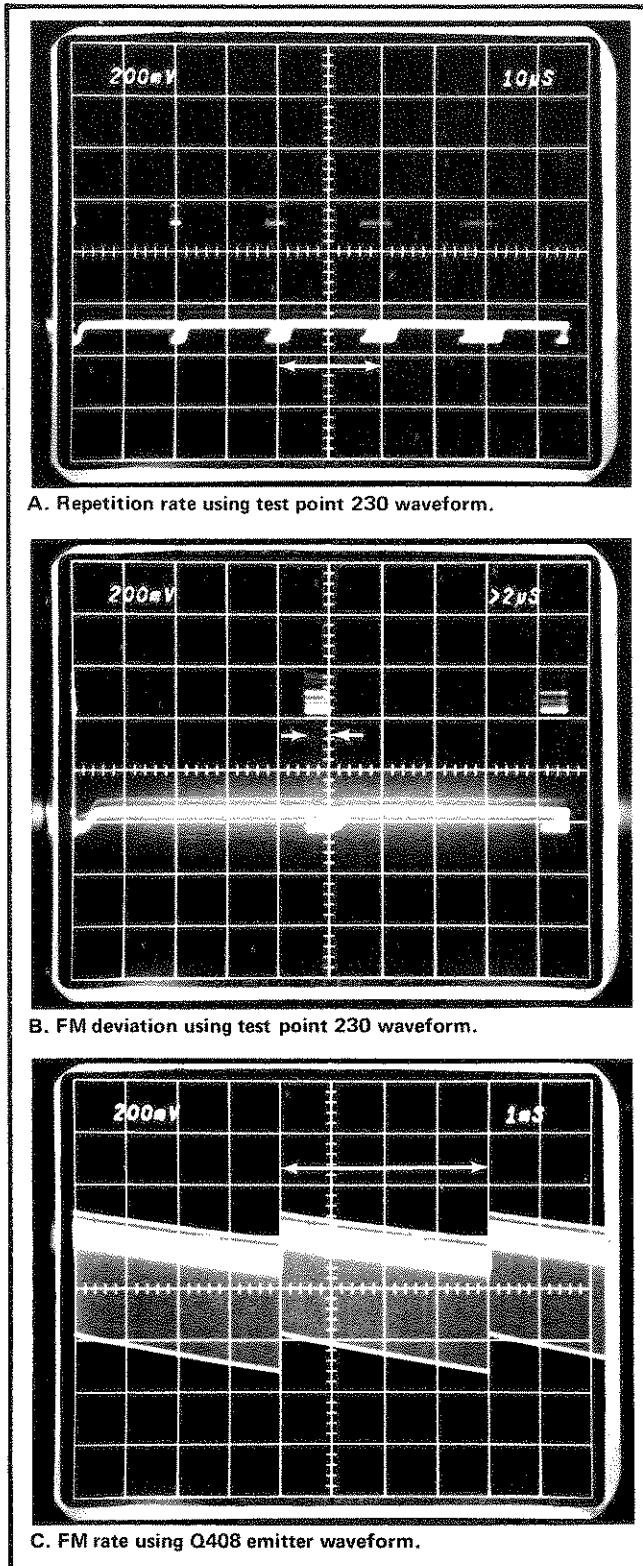 200mV 10µS
A. Repetition rate using test point 230 waveform.
200mV >2µS
B. FM deviation using test point 230 waveform.
200mV 1mS
C. FM rate using Q408 emitter waveform.